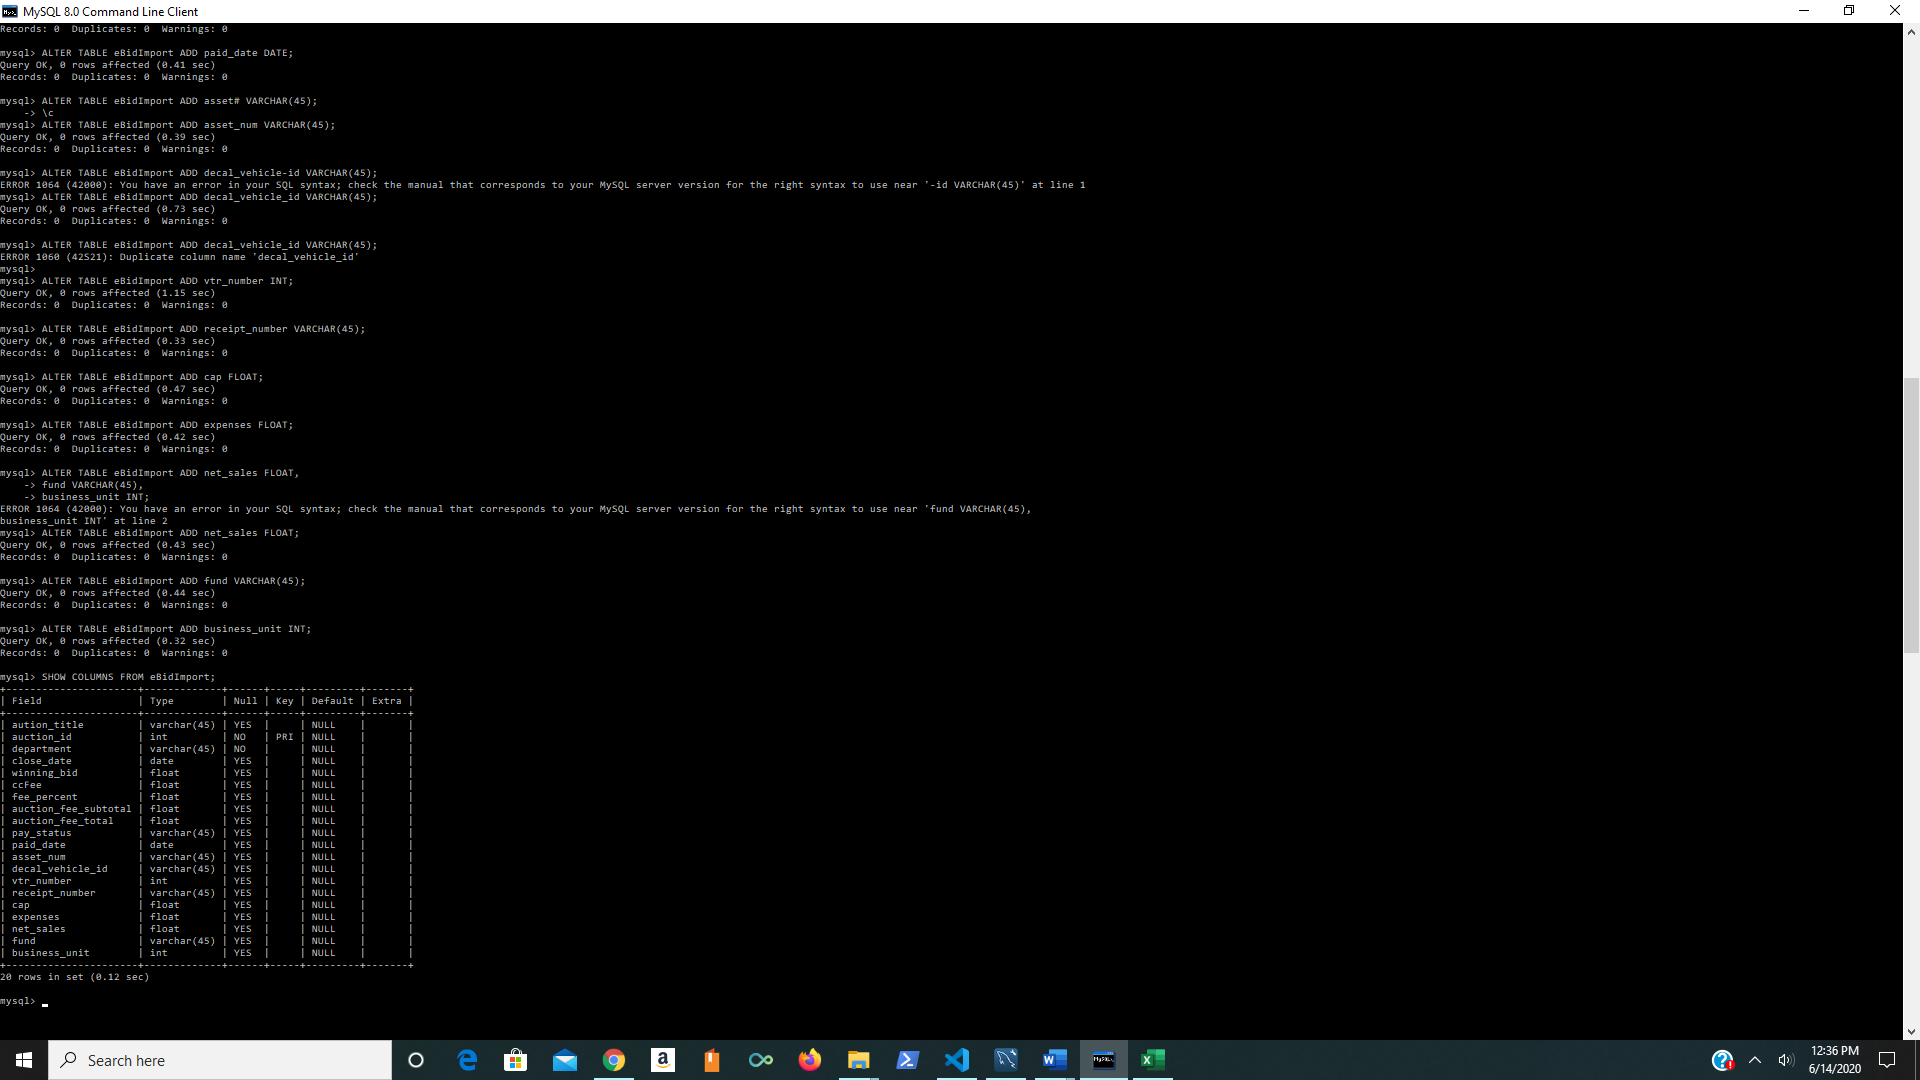 MySQL 8.0 Command Line Client
Records: 0  Duplicates: 0  Warnings: 0
mysql> ALTER TABLE eBidImport ADD paid_date DATE;
Query OK, 0 rows affected (0.41 sec)
Records: 0  Duplicates: 0  Warnings: 0
mysql> ALTER TABLE eBidImport ADD asset# VARCHAR(45);
    -> \c
mysql> ALTER TABLE eBidImport ADD asset_num VARCHAR(45);
Query OK, 0 rows affected (0.39 sec)
Records: 0  Duplicates: 0  Warnings: 0
mysql> ALTER TABLE eBidImport ADD decal_vehicle-id VARCHAR(45);
ERROR 1064 (42000): You have an error in your SQL syntax; check the manual that corresponds to your MySQL server version for the right syntax to use near '-id VARCHAR(45)' at line 1
mysql> ALTER TABLE eBidImport ADD decal_vehicle_id VARCHAR(45);
Query OK, 0 rows affected (0.73 sec)
Records: 0  Duplicates: 0  Warnings: 0
mysql> ALTER TABLE eBidImport ADD decal_vehicle_id VARCHAR(45);
ERROR 1060 (42S21): Duplicate column name 'decal_vehicle_id'
mysql>
mysql> ALTER TABLE eBidImport ADD vtr_number INT;
Query OK, 0 rows affected (1.15 sec)
Records: 0  Duplicates: 0  Warnings: 0
mysql> ALTER TABLE eBidImport ADD receipt_number VARCHAR(45);
Query OK, 0 rows affected (0.33 sec)
Records: 0  Duplicates: 0  Warnings: 0
mysql> ALTER TABLE eBidImport ADD cap FLOAT;
Query OK, 0 rows affected (0.47 sec)
Records: 0  Duplicates: 0  Warnings: 0
mysql> ALTER TABLE eBidImport ADD expenses FLOAT;
Query OK, 0 rows affected (0.42 sec)
Records: 0  Duplicates: 0  Warnings: 0
mysql> ALTER TABLE eBidImport ADD net_sales FLOAT,
    -> fund VARCHAR(45),
    -> business_unit INT;
ERROR 1064 (42000): You have an error in your SQL syntax; check the manual that corresponds to your MySQL server version for the right syntax to use near 'fund VARCHAR(45),
business_unit INT' at line 2
mysql> ALTER TABLE eBidImport ADD net_sales FLOAT;
Query OK, 0 rows affected (0.43 sec)
Records: 0  Duplicates: 0  Warnings: 0
mysql> ALTER TABLE eBidImport ADD fund VARCHAR(45);
Query OK, 0 rows affected (0.44 sec)
Records: 0  Duplicates: 0  Warnings: 0
mysql> ALTER TABLE eBidImport ADD business_unit INT;
Query OK, 0 rows affected (0.32 sec)
Records: 0  Duplicates: 0  Warnings: 0
mysql> SHOW COLUMNS FROM eBidImport;
+----------------------+-------------+------+-----+---------+-------+
| Field                | Type        | Null | Key | Default | Extra |
+----------------------+-------------+------+-----+---------+-------+
| aution_title         | varchar(45) | YES  |     | NULL    |       |
| auction_id           | int         | NO   | PRI | NULL    |       |
| department           | varchar(45) | NO   |     | NULL    |       |
| close_date           | date        | YES  |     | NULL    |       |
| winning_bid          | float       | YES  |     | NULL    |       |
| ccFee                | float       | YES  |     | NULL    |       |
| fee_percent          | float       | YES  |     | NULL    |       |
| auction_fee_subtotal | float       | YES  |     | NULL    |       |
| auction_fee_total    | float       | YES  |     | NULL    |       |
| pay_status           | varchar(45) | YES  |     | NULL    |       |
| paid_date            | date        | YES  |     | NULL    |       |
| asset_num            | varchar(45) | YES  |     | NULL    |       |
| decal_vehicle_id     | varchar(45) | YES  |     | NULL    |       |
| vtr_number           | int         | YES  |     | NULL    |       |
| receipt_number       | varchar(45) | YES  |     | NULL    |       |
| cap                  | float       | YES  |     | NULL    |       |
| expenses             | float       | YES  |     | NULL    |       |
| net_sales            | float       | YES  |     | NULL    |       |
| fund                 | varchar(45) | YES  |     | NULL    |       |
| business_unit        | int         | YES  |     | NULL    |       |
+----------------------+-------------+------+-----+---------+-------+
20 rows in set (0.12 sec)
mysql> _
Search here
12:36 PM
6/14/2020